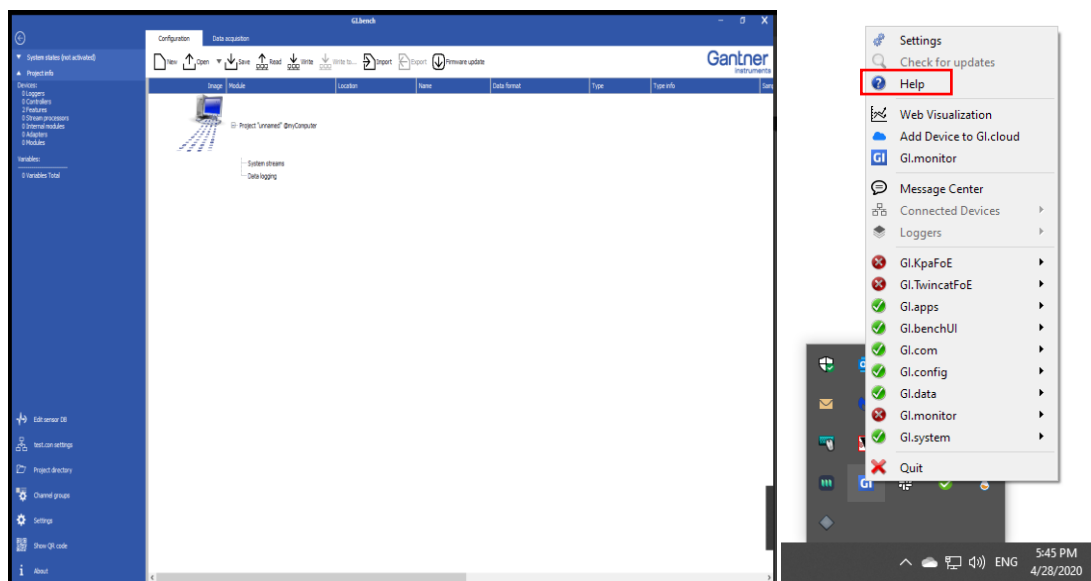 GI.bench
Configuration Data acquisition
New Open Save Read Write Write to... Import Export Firmware update
Gantner
instruments
System states (not activated)
Project info
Devices:
0 Loggers
0 Controllers
2 Features
0 Stream processors
0 Internal modules
0 Adapters
0 Modules
Variables:
0 Variables Total
Image Module Location Name Data format Type Type info
Project "unnamed" @myComputer
System streams
Data logging
Edit sensor DB
test.con settings
Project directory
Channel groups
Settings
Show QR code
About
Settings
Check for updates
Help
Web Visualization
Add Device to GI.cloud
GI GI.monitor
Message Center
Connected Devices
Loggers
GI.KpaFoE
GI.TwincatFoE
GI.apps
GI.benchUI
GI.com
GI.config
GI.data
GI.monitor
GI.system
Quit
GI
ENG
5:45 PM
4/28/2020